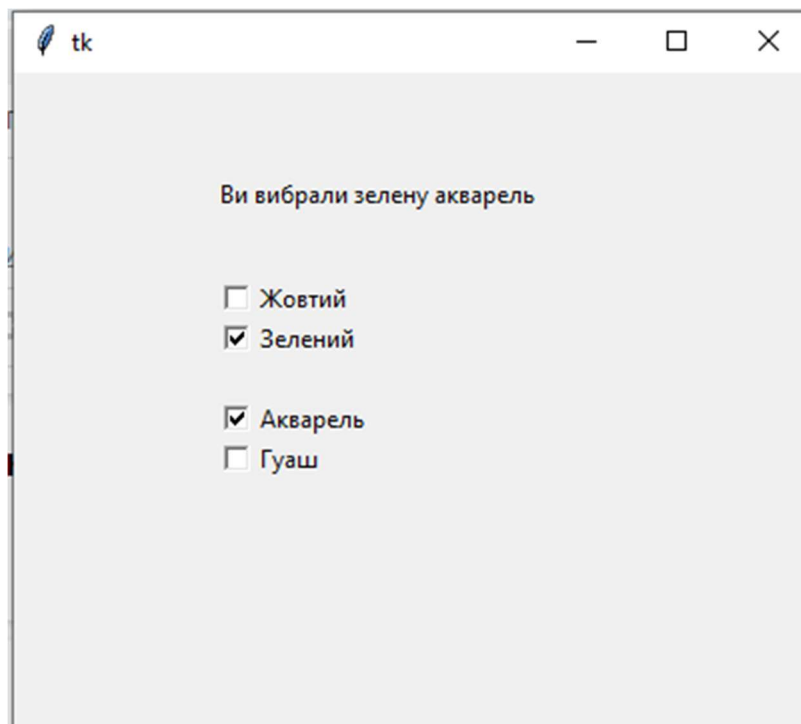 tk
Ви вибрали зелену акварель
Жовтий
Зелений
Акварель
Гуаш